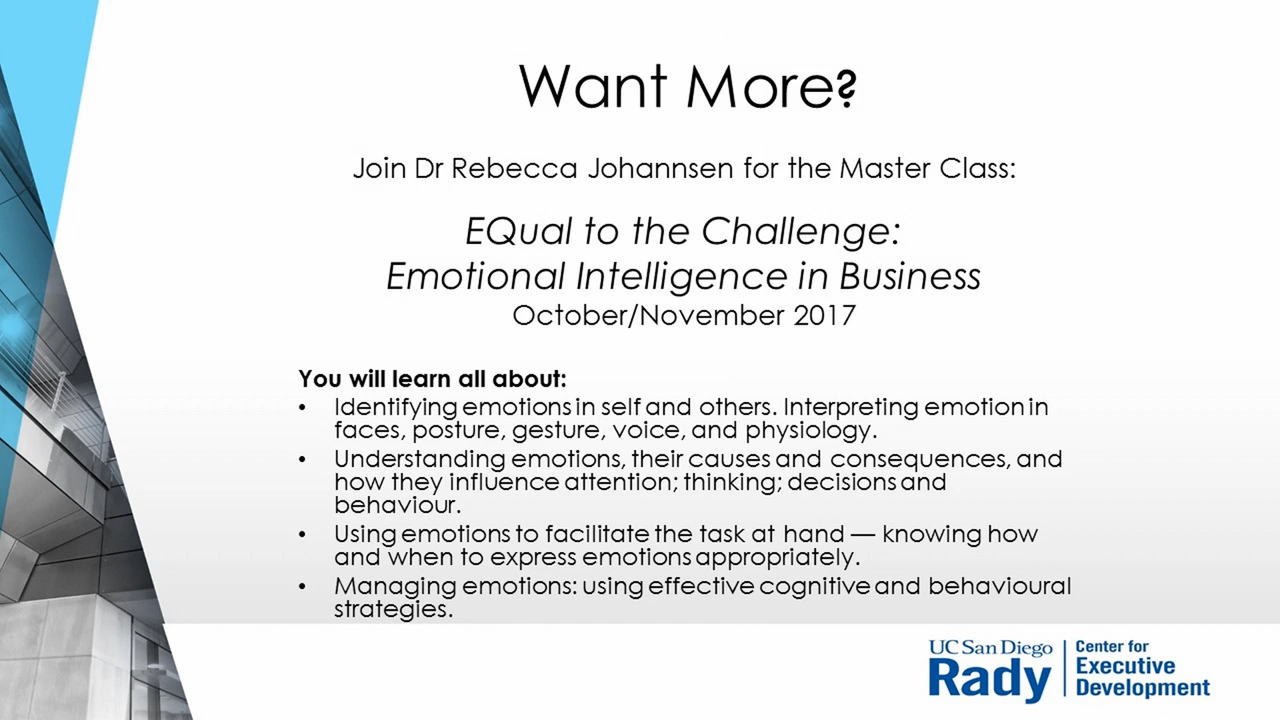 Want More?
Join Dr Rebecca Johannsen for the Master Class:
EQual to the Challenge:
Emotional Intelligence in Business
October/November 2017
You will learn all about:
• Identifying emotions in self and others. Interpreting emotion in
faces, posture, gesture, voice, and physiology.
• Understanding emotions, their causes and consequences, and
how they influence attention; thinking; decisions and
behaviour.
• Using emotions to facilitate the task at hand — knowing how
and when to express emotions appropriately.
• Managing emotions: using effective cognitive and behavioural
strategies.
UC San Diego
Rady
Center for
Executive
Development